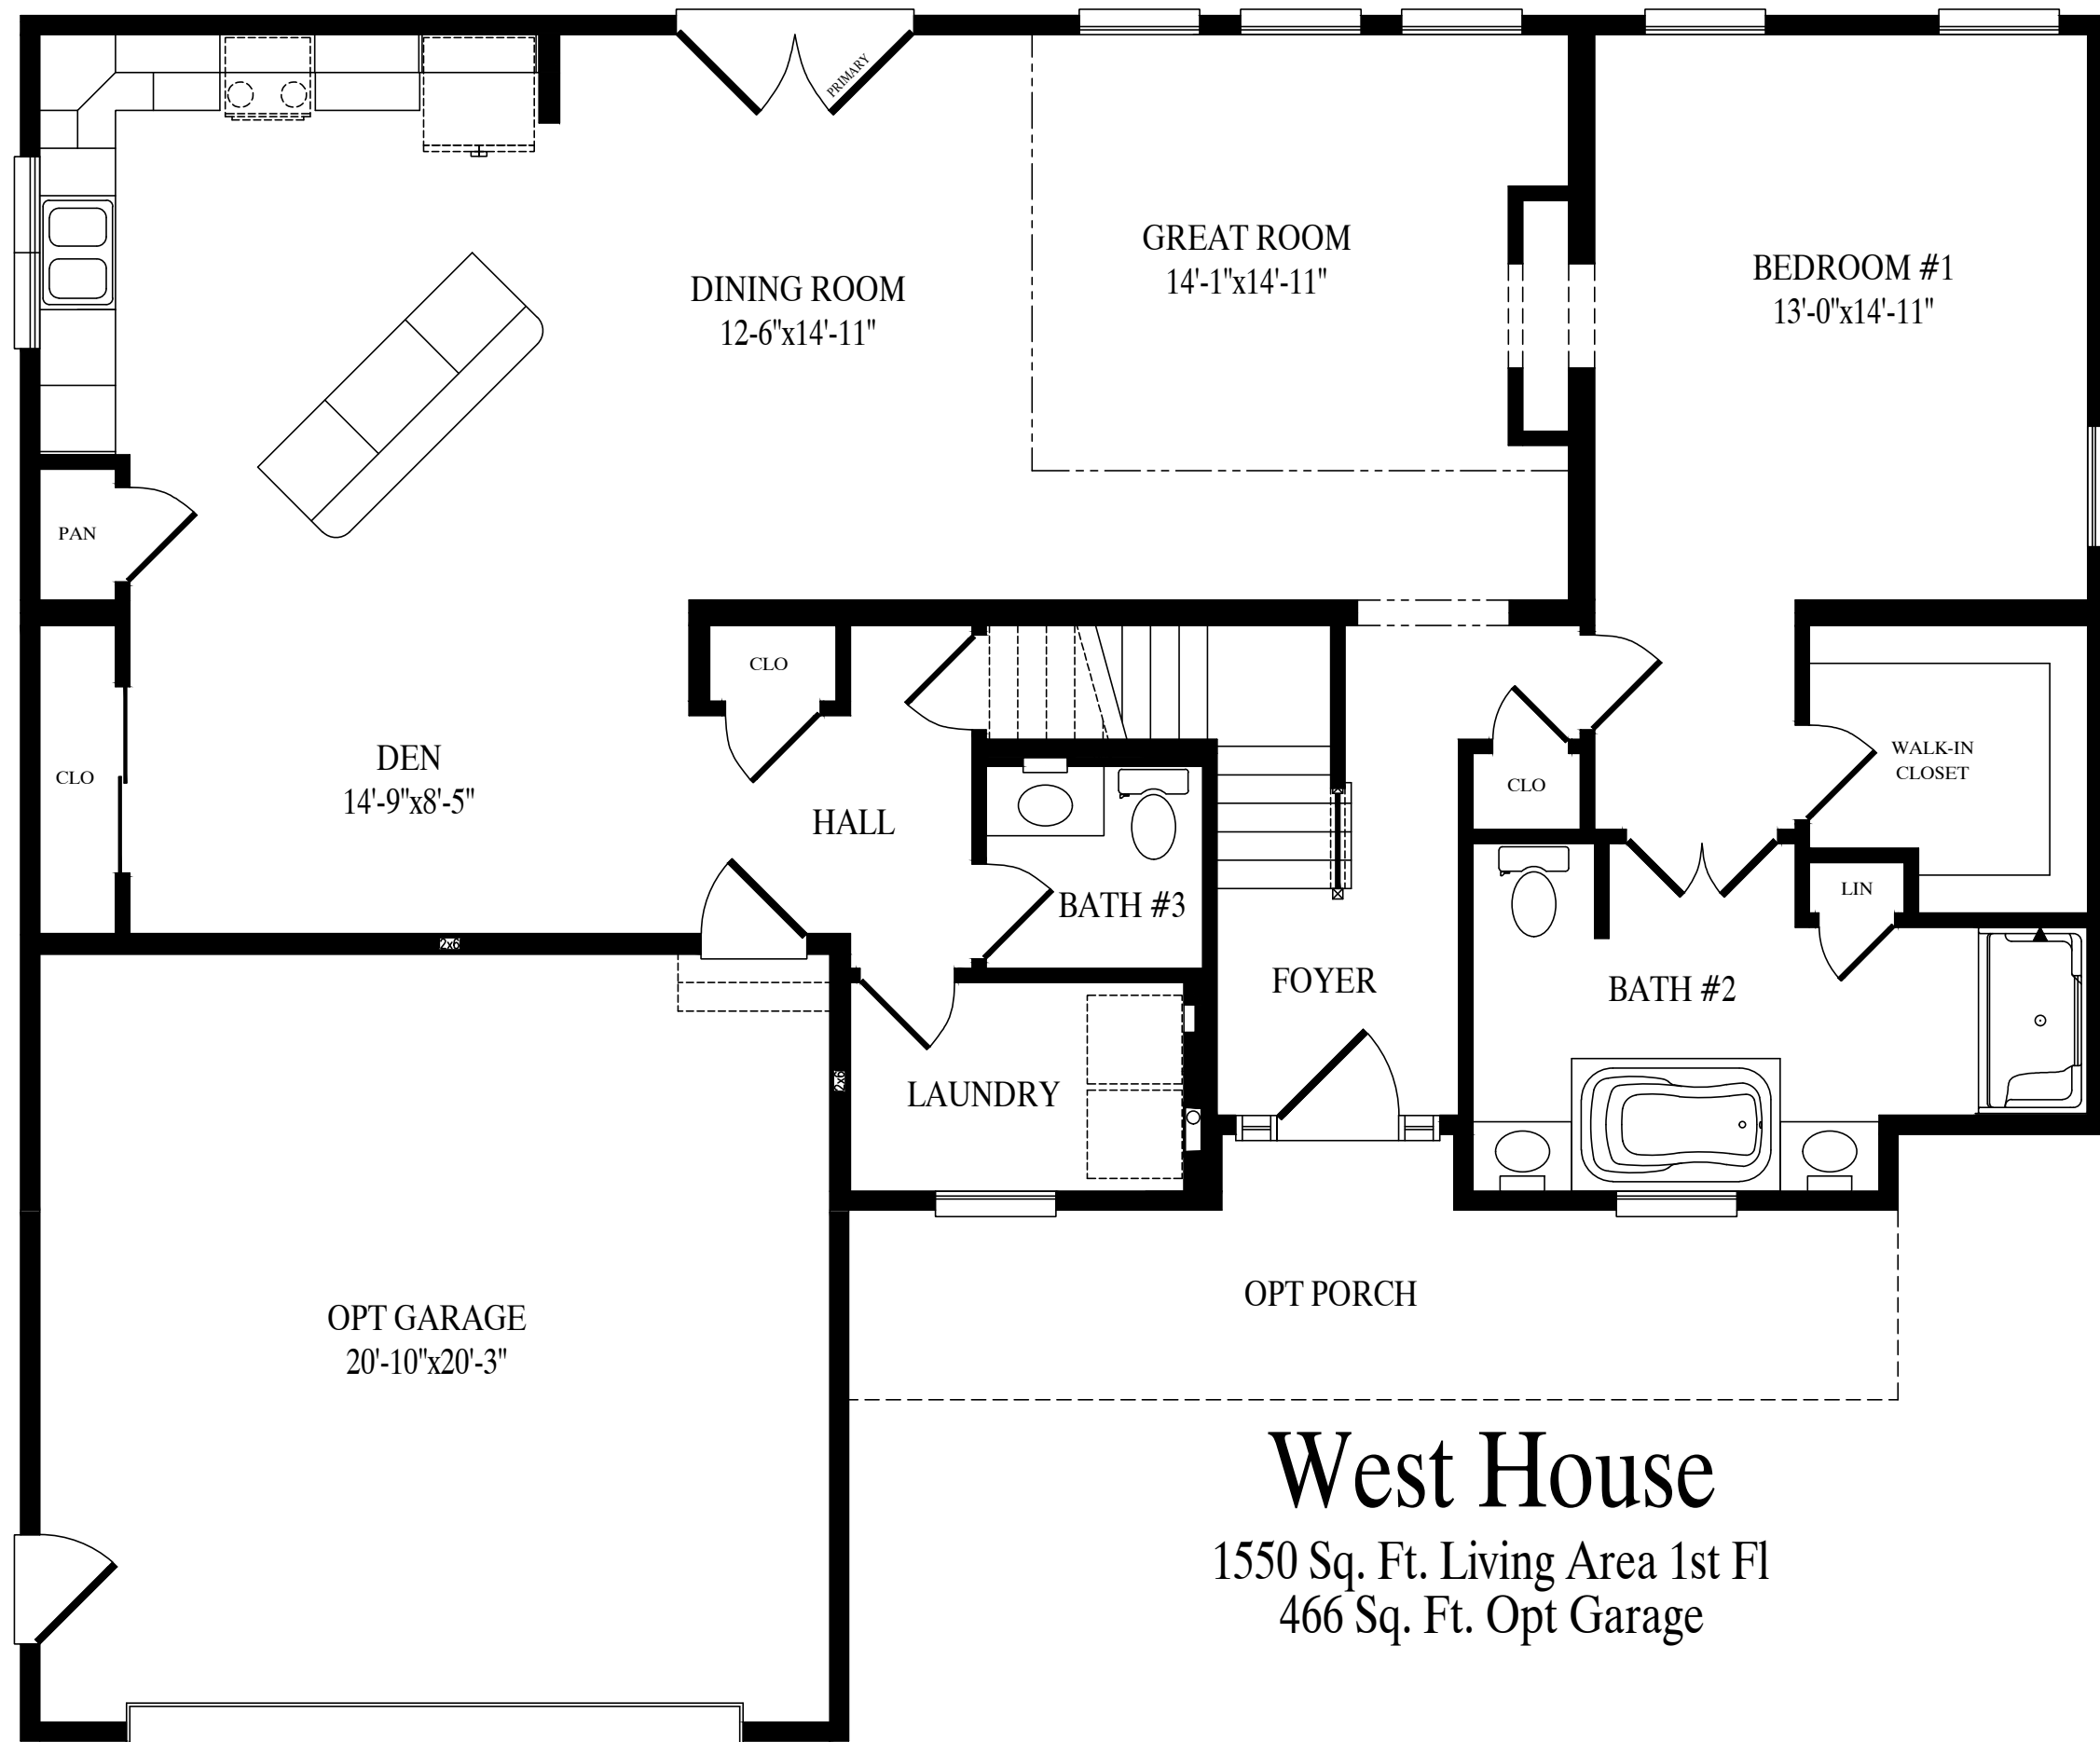 PRIMARY
GREAT ROOM
14'-1"x14'-11"
BEDROOM #1
13'-0"x14'-11"
DINING ROOM
12-6"x14'-11"
PAN
CLO
DEN
14'-9"x8'-5"
CLO
HALL
CLO
WALK-IN
CLOSET
LIN
BATH #3
2x6
FOYER
BATH #2
2x6
LAUNDRY
OPT PORCH
OPT GARAGE
20'-10"x20'-3"
West House
1550 Sq. Ft. Living Area 1st Fl
466 Sq. Ft. Opt Garage